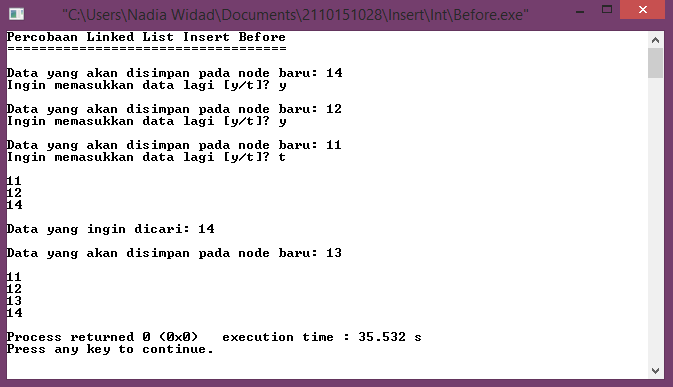 "C:\Users\Nadia Widad\Documents\2110151028\Insert\Int\Before.exe"
Percobaan Linked List Insert Before
===================================
Data yang akan disimpan pada node baru: 14
Ingin memasukkan data lagi [y/t]? y
Data yang akan disimpan pada node baru: 12
Ingin memasukkan data lagi [y/t]? y
Data yang akan disimpan pada node baru: 11
Ingin memasukkan data lagi [y/t]? t
11
12
14
Data yang ingin dicari: 14
Data yang akan disimpan pada node baru: 13
11
12
13
14
Process returned 0 (0x0)   execution time : 35.532 s
Press any key to continue.